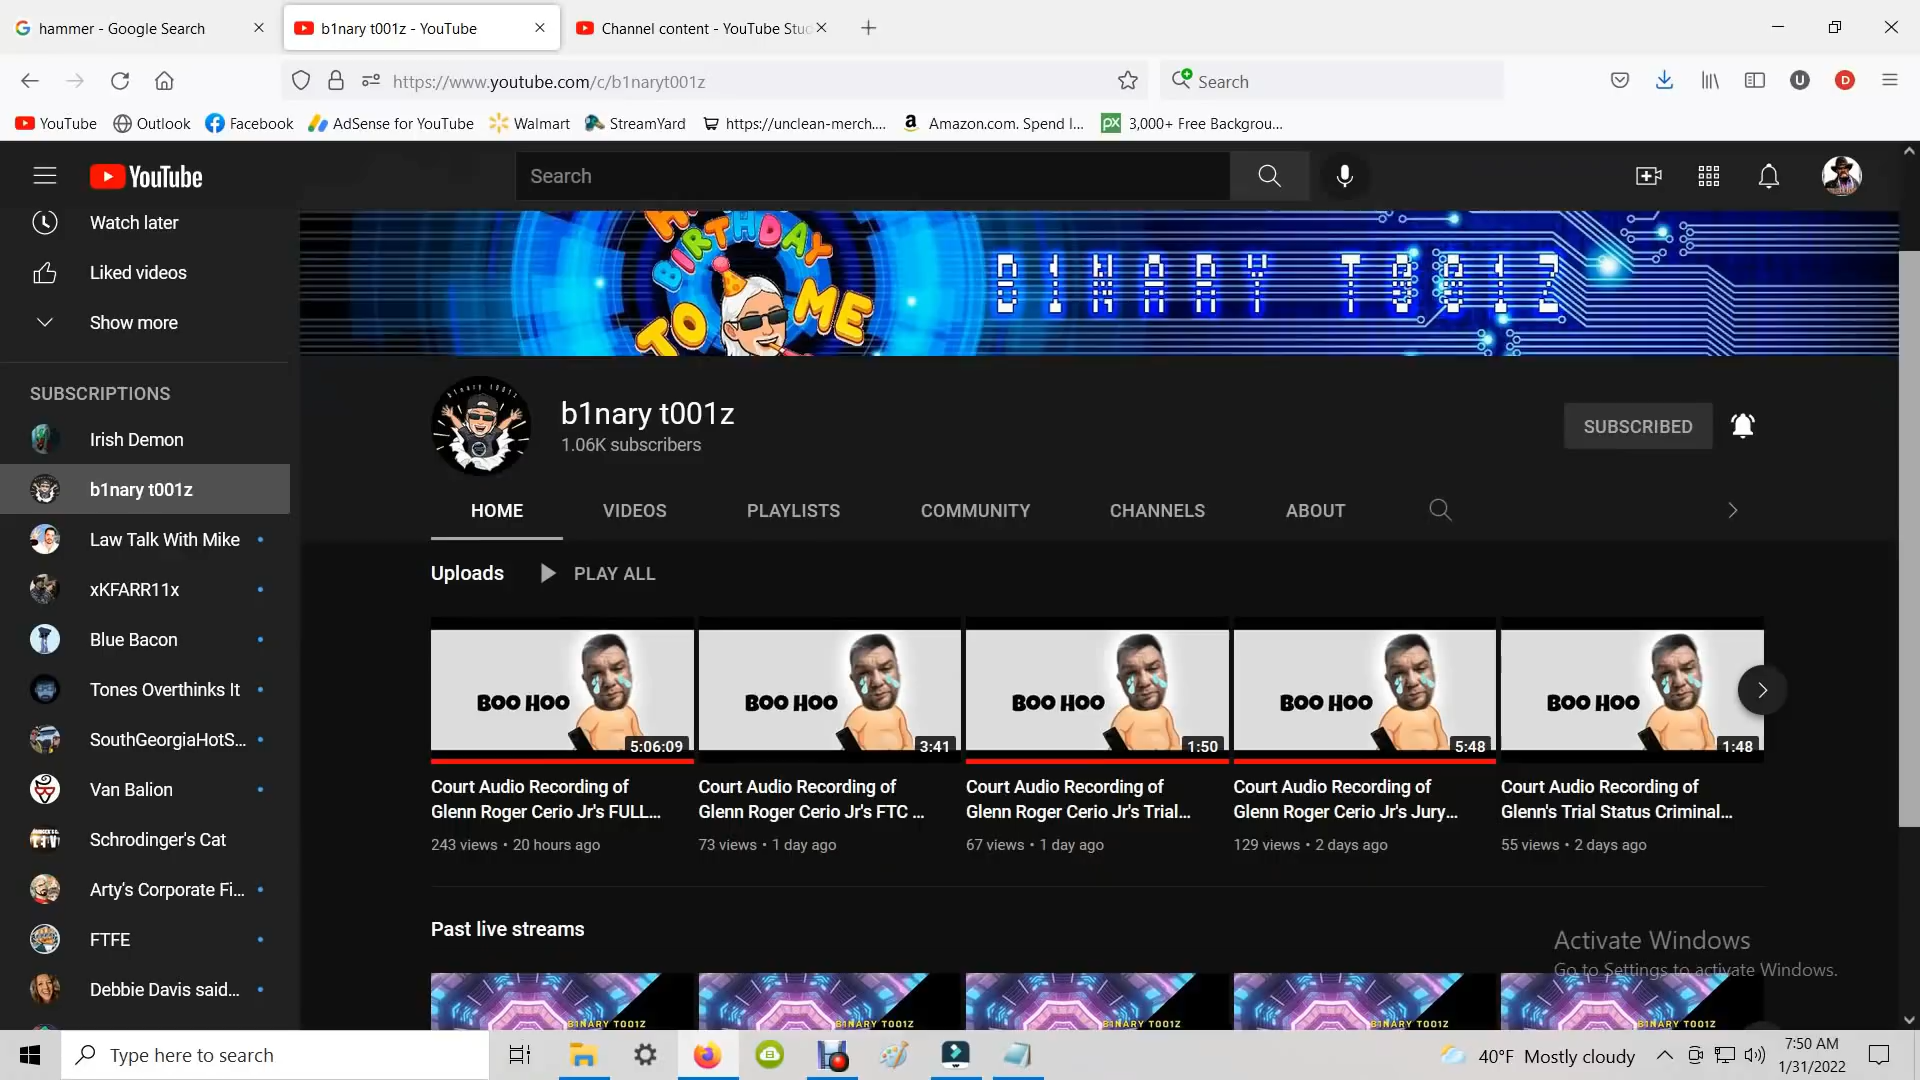 hammer - Google Search
b1nary t001z - YouTube
Channel content - YouTube Stud
https://www.youtube.com/c/b1naryt001z
Search
U
D
YouTube
Outlook
Facebook
AdSense for YouTube
Walmart
StreamYard
https://unclean-merch....
Amazon.com. Spend l...
px 3,000+ Free Backgrou...
YouTube
Search
Watch later
Liked videos
Show more
SUBSCRIPTIONS
Irish Demon
b1nary t001z
Law Talk With Mike
xKFARR11x
Blue Bacon
Tones Overthinks It
SouthGeorgiaHotS...
Van Balion
Schrodinger's Cat
Arty's Corporate Fi...
FTFE
Debbie Davis said...
BIRTHDAY
TO ME
B1NARY T001Z
b1nary t001z
b1nary t001z
1.06K subscribers
SUBSCRIBED
HOME
VIDEOS
PLAYLISTS
COMMUNITY
CHANNELS
ABOUT
Uploads
PLAY ALL
BOO HOO
5:06:09
BOO HOO
3:41
BOO HOO
1:50
BOO HOO
5:48
BOO HOO
1:48
Court Audio Recording of
Glenn Roger Cerio Jr's FULL...
243 views • 20 hours ago
Court Audio Recording of
Glenn Roger Cerio Jr's FTC ...
73 views • 1 day ago
Court Audio Recording of
Glenn Roger Cerio Jr's Trial...
67 views • 1 day ago
Court Audio Recording of
Glenn Roger Cerio Jr's Jury...
129 views • 2 days ago
Court Audio Recording of
Glenn's Trial Status Criminal...
55 views • 2 days ago
Past live streams
B1NARY T001Z
B1NARY T001Z
B1NARY T001Z
B1NARY T001Z
B1NARY T001Z
Activate Windows
Go to Settings to activate Windows.
Type here to search
40°F Mostly cloudy
7:50 AM
1/31/2022